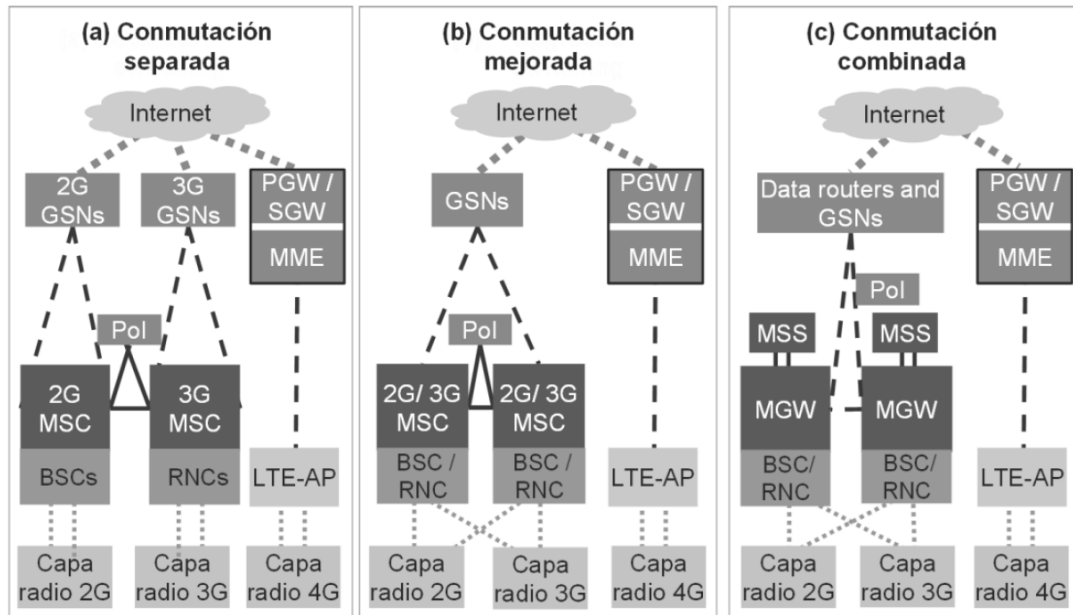 (a) Conmutación
separada
Internet
2G
GSNs
3G
GSNs
PGW /
SGW
MME
PoI
2G
MSC
3G
MSC
BSCs
RNCs
LTE-AP
Capa
radio 2G
Capa
radio 3G
Capa
radio 4G
(b) Conmutación
mejorada
Internet
GSNs
PGW /
SGW
MME
PoI
2G/ 3G
MSC
2G/ 3G
MSC
BSC /
RNC
BSC /
RNC
LTE-AP
Capa
radio 2G
Capa
radio 3G
Capa
radio 4G
(c) Conmutación
combinada
Internet
Data routers and
GSNs
PGW /
SGW
MME
PoI
MSS
MSS
MGW
MGW
BSC/
RNC
BSC/
RNC
LTE-AP
Capa
radio 2G
Capa
radio 3G
Capa
radio 4G